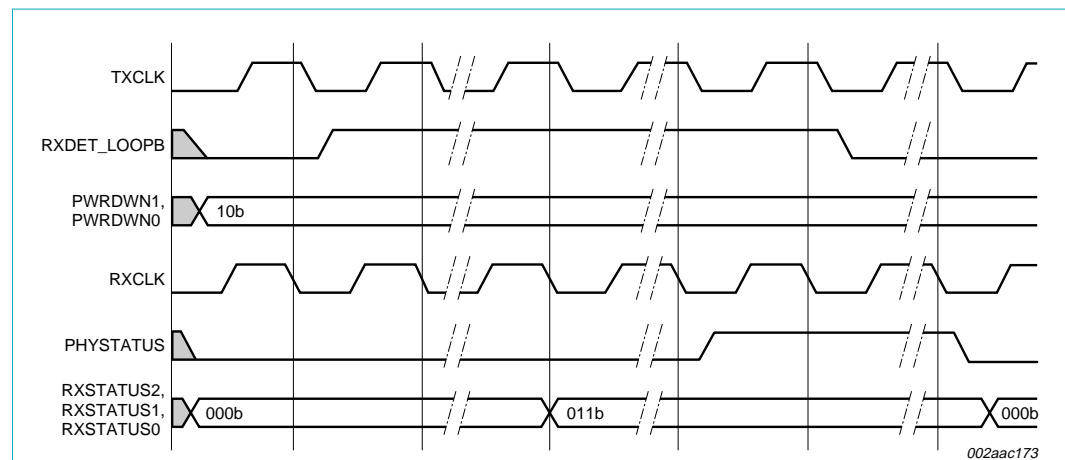 TXCLK
RXDET_LOOPB
PWRDWN1,
PWRDWN0
10b
RXCLK
PHYSTATUS
RXSTATUS2,
RXSTATUS1,
RXSTATUS0
000b
011b
000b
002aac173